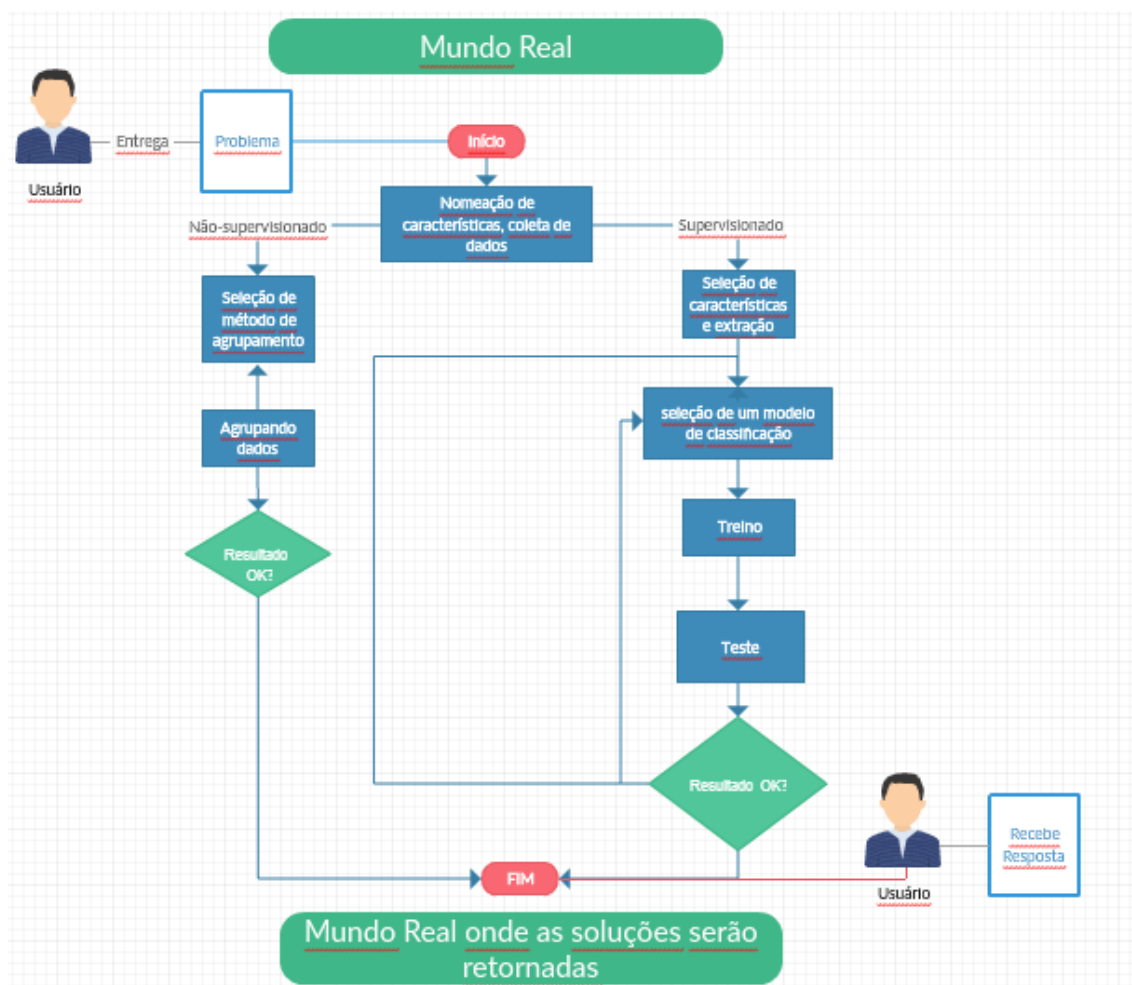 Mundo Real
Entrega
Problema
Início
Usuário
Nomeação de
características, coleta de
dados
Não-supervisionado
Supervisionado
Seleção de
método de
agrupamento
Seleção de
características
e extração
Agrupando
dados
seleção de um modelo
de classificação
Treino
Resultado
OK?
Teste
Resultado OK?
Recebe
Resposta
Usuário
FIM
Mundo Real onde as soluções serão
retornadas